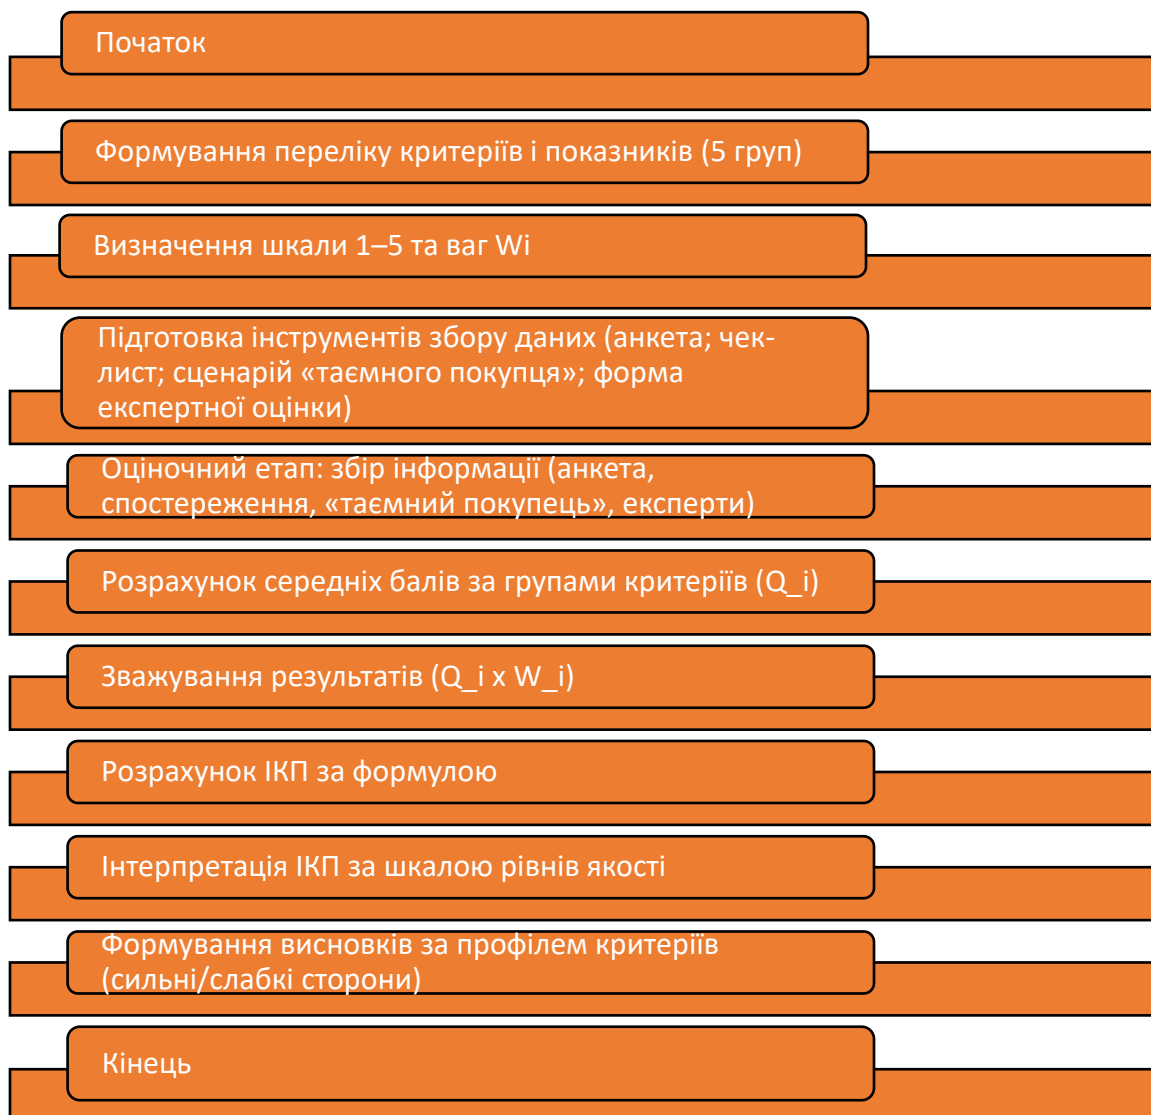 Початок
Формування переліку критеріїв і показників (5 груп)
Визначення шкали 1–5 та ваг Wi
Підготовка інструментів збору даних (анкета; чек-
лист; сценарій «таємного покупця»; форма
експертної оцінки)
Оціночний етап: збір інформації (анкета,
спостереження, «таємний покупець», експерти)
Розрахунок середніх балів за групами критеріїв (Q_i)
Зважування результатів (Q_i x W_i)
Розрахунок ІКП за формулою
Інтерпретація ІКП за шкалою рівнів якості
Формування висновків за профілем критеріїв
(сильні/слабкі сторони)
Кінець